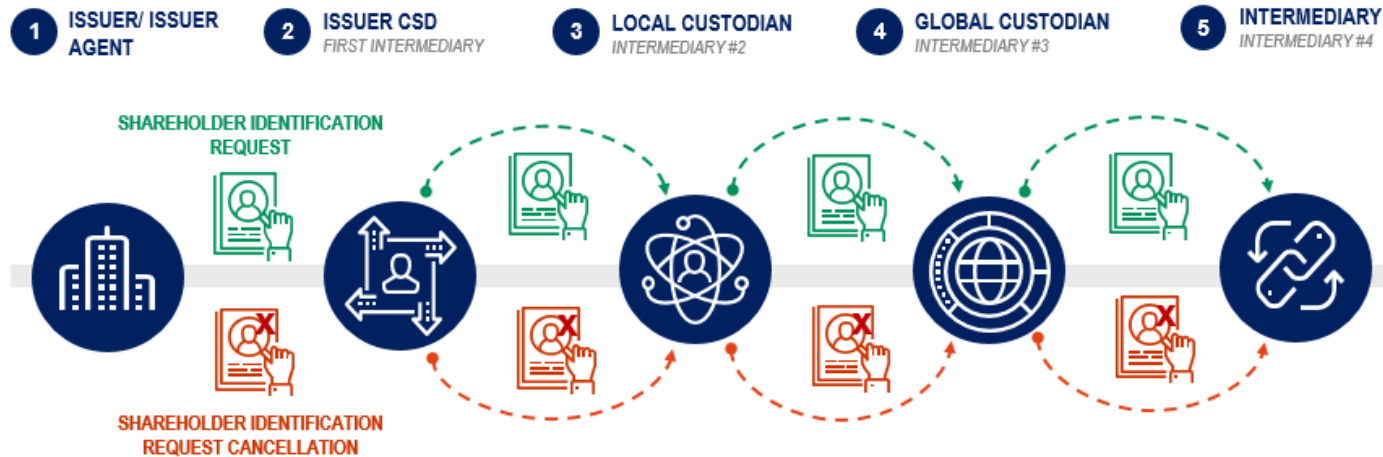 1 ISSUER/ ISSUER
AGENT
2 ISSUER CSD
FIRST INTERMEDIARY
3 LOCAL CUSTODIAN
INTERMEDIARY #2
4 GLOBAL CUSTODIAN
INTERMEDIARY #3
5 INTERMEDIARY
INTERMEDIARY #4
SHAREHOLDER IDENTIFICATION
REQUEST
X
X
X
X
SHAREHOLDER IDENTIFICATION
REQUEST CANCELLATION